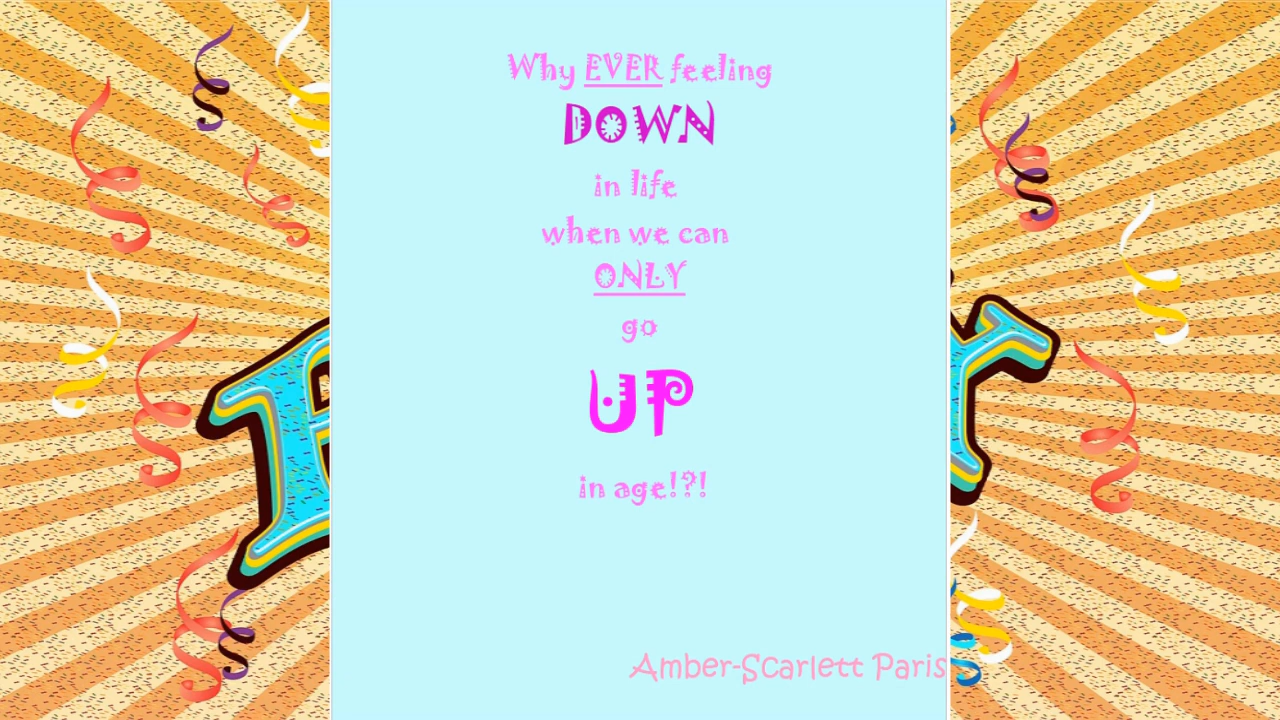 Why EVER feeling
DOWN
in life
when we can
ONLY
go
UP
in age!?!
Amber-Scarlett Paris